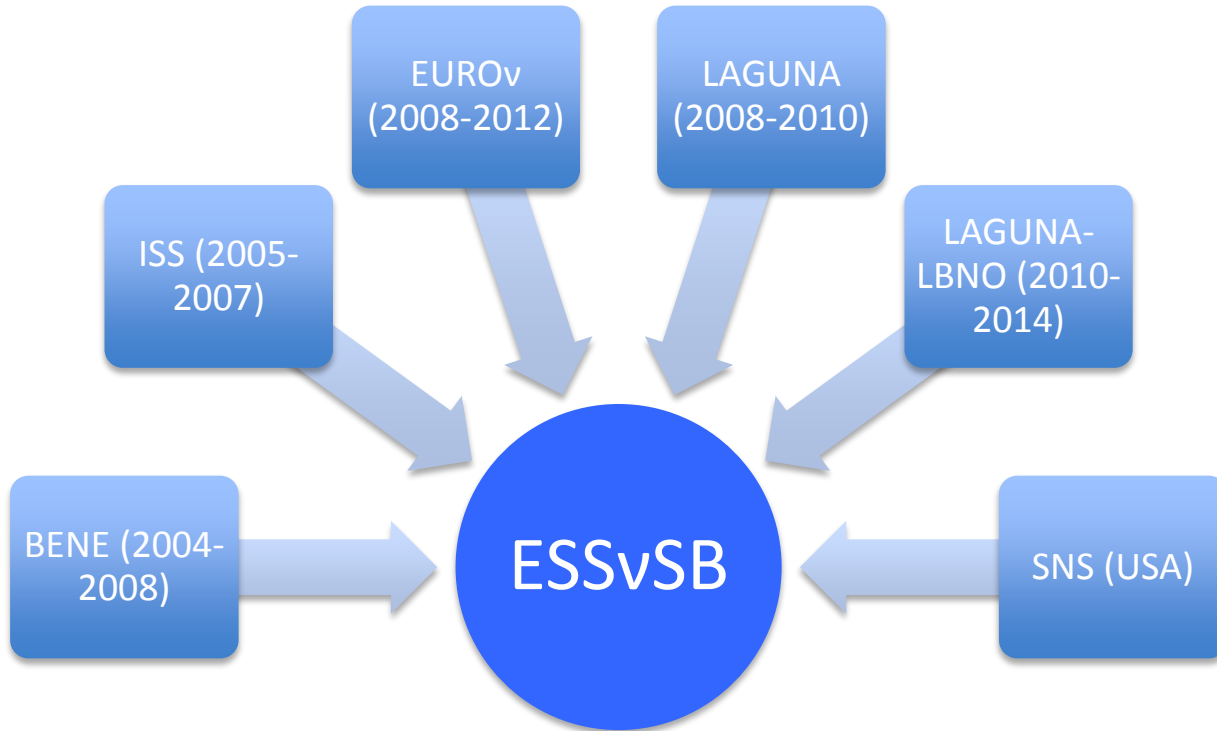 EUROν
(2008-2012)
LAGUNA
(2008-2010)
ISS (2005-
2007)
LAGUNA-
LBNO (2010-
2014)
BENE (2004-
2008)
ESSνSB
SNS (USA)